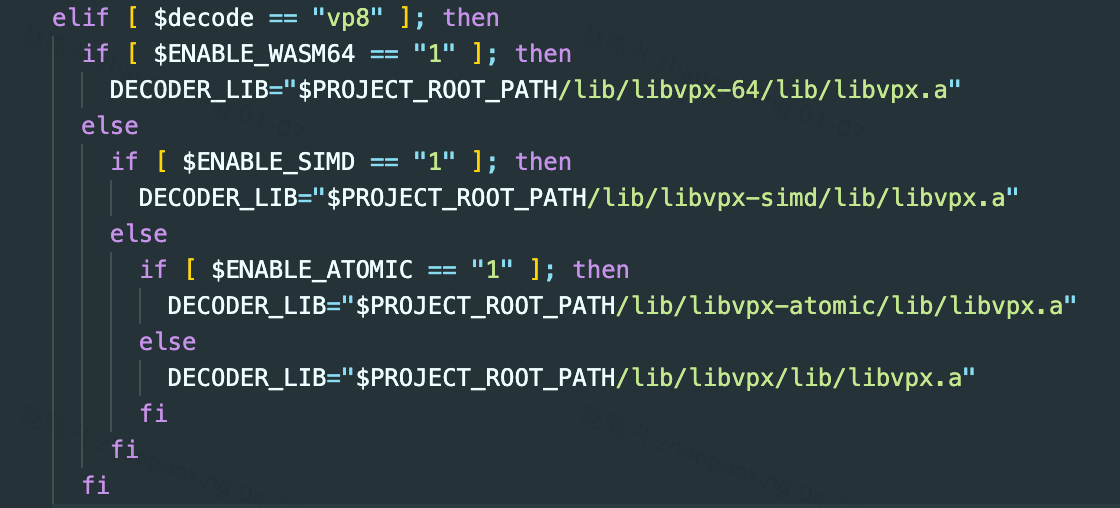 elif [ $decode == "vp8" ]; then
if [ $ENABLE_WASM64 == "1" ]; then
DECODER_LIB="$PROJECT_ROOT_PATH/lib/libvpx-64/lib/libvpx.a"
else
if [ $ENABLE_SIMD == "1" ]; then
DECODER_LIB="$PROJECT_ROOT_PATH/lib/libvpx-simd/lib/libvpx.a"
else
if [ $ENABLE_ATOMIC == "1" ]; then
DECODER_LIB="$PROJECT_ROOT_PATH/lib/libvpx-atomic/lib/libvpx.a"
else
DECODER_LIB="$PROJECT_ROOT_PATH/lib/libvpx/lib/libvpx.a"
fi
fi
fi